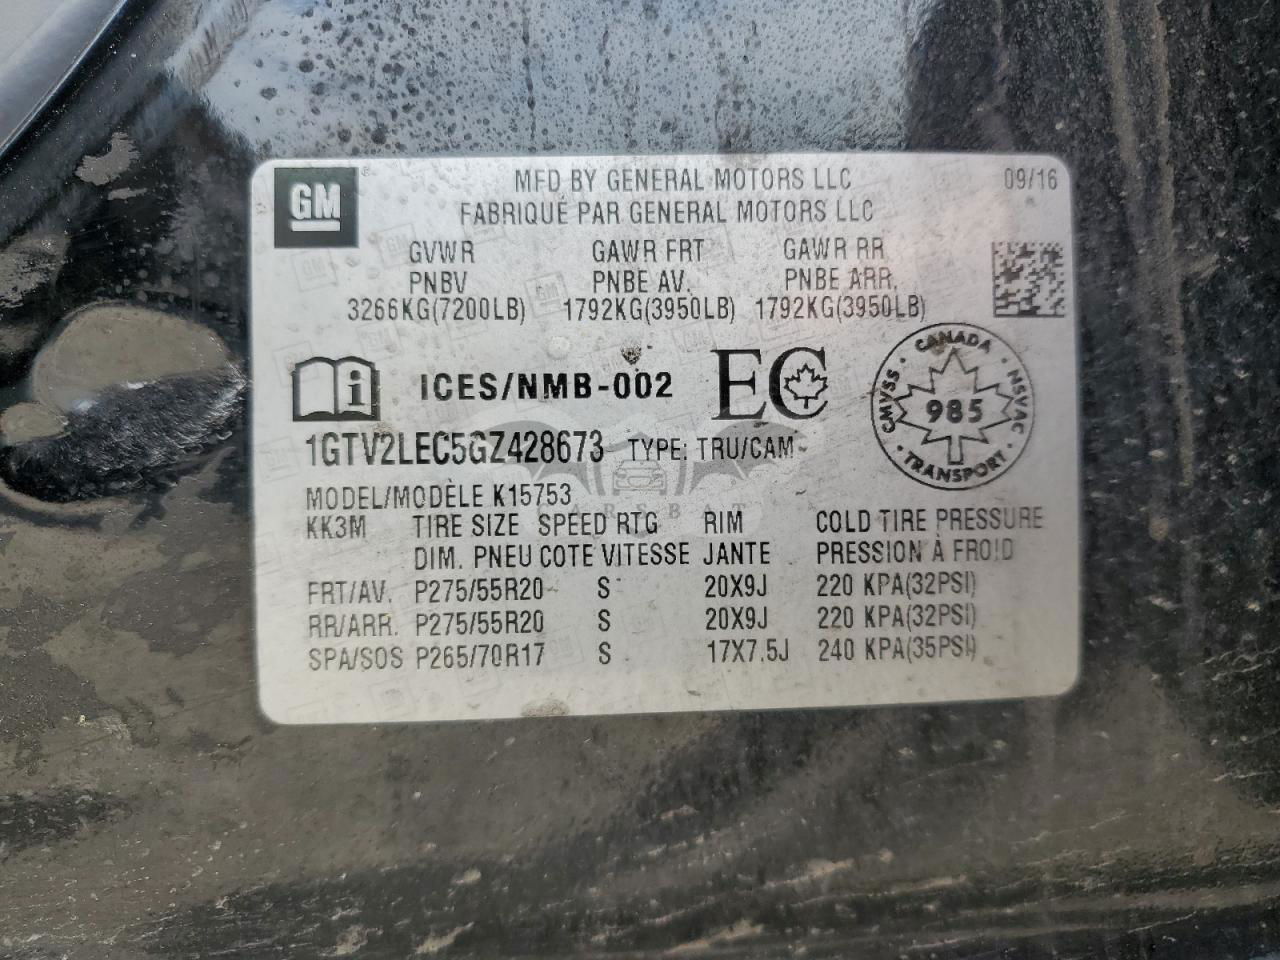 GM
MFD BY GENERAL MOTORS LLC 09/16
FABRIQUÉ PAR GENERAL MOTORS LLC
GVWR GAWR FRT GAWR RR
PNBV PNBE AV. PNBE ARR.
3266KG(7200LB) 1792KG(3950LB) 1792KG(3950LB)
ICES/NMB-002 EC
CANADA
CMVSS 985 NSVAC
TRANSPORT
1GTV2LEC5GZ428673 TYPE: TRU/CAM
MODEL/MODÈLE K15753
KK3M TIRE SIZE SPEED RTG RIM COLD TIRE PRESSURE
DIM. PNEU COTE VITESSE JANTE PRESSION À FROID
FRT/AV. P275/55R20 S 20X9J 220 KPA(32PSI)
RR/ARR. P275/55R20 S 20X9J 220 KPA(32PSI)
SPA/SOS P265/70R17 S 17X7.5J 240 KPA(35PSI)